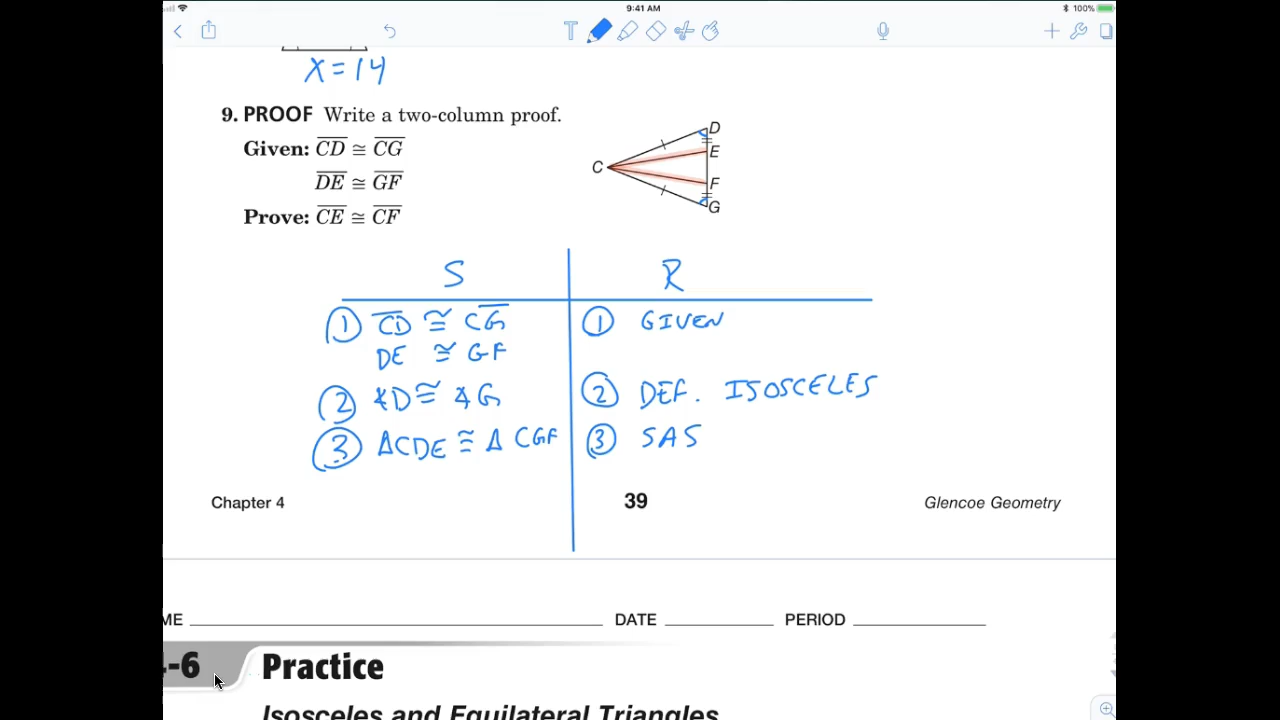 9:41 AM
100%
T
X = 14
9. PROOF Write a two-column proof.
Given: CD ≅ CG
DE ≅ GF
Prove: CE ≅ CF
C
D
E
F
G
S R
① CD ≅ CG ① GIVEN
DE ≅ GF
② ∡D ≅ ∡G ② DEF. ISOSCELES
③ ΔCDE ≅ Δ CGF ③ SAS
Chapter 4 39 Glencoe Geometry
ME DATE PERIOD
-6 Practice
Isosceles and Equilateral Triangles